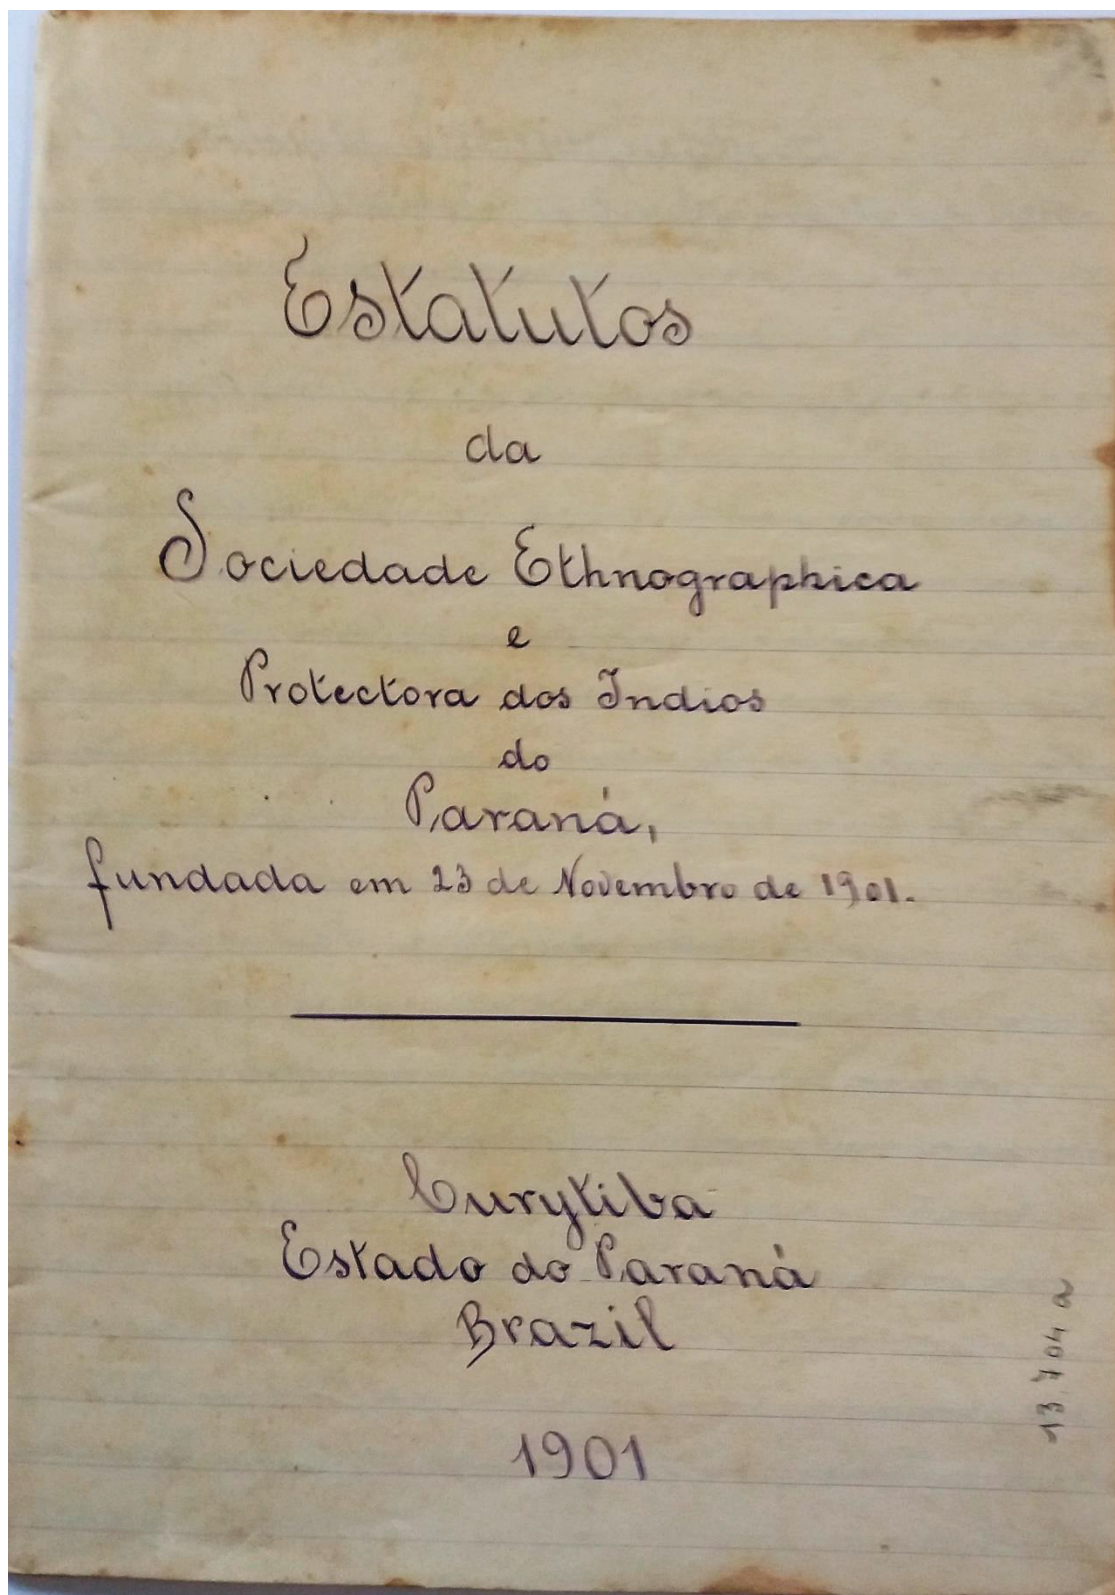 Estatutos
da
Sociedade Ethnographica
e
Protectora dos Indios
do
Paraná,
fundada em 23 de Novembro de 1901.
Curytiba
Estado do Paraná
Brazil
1901
13.704 a